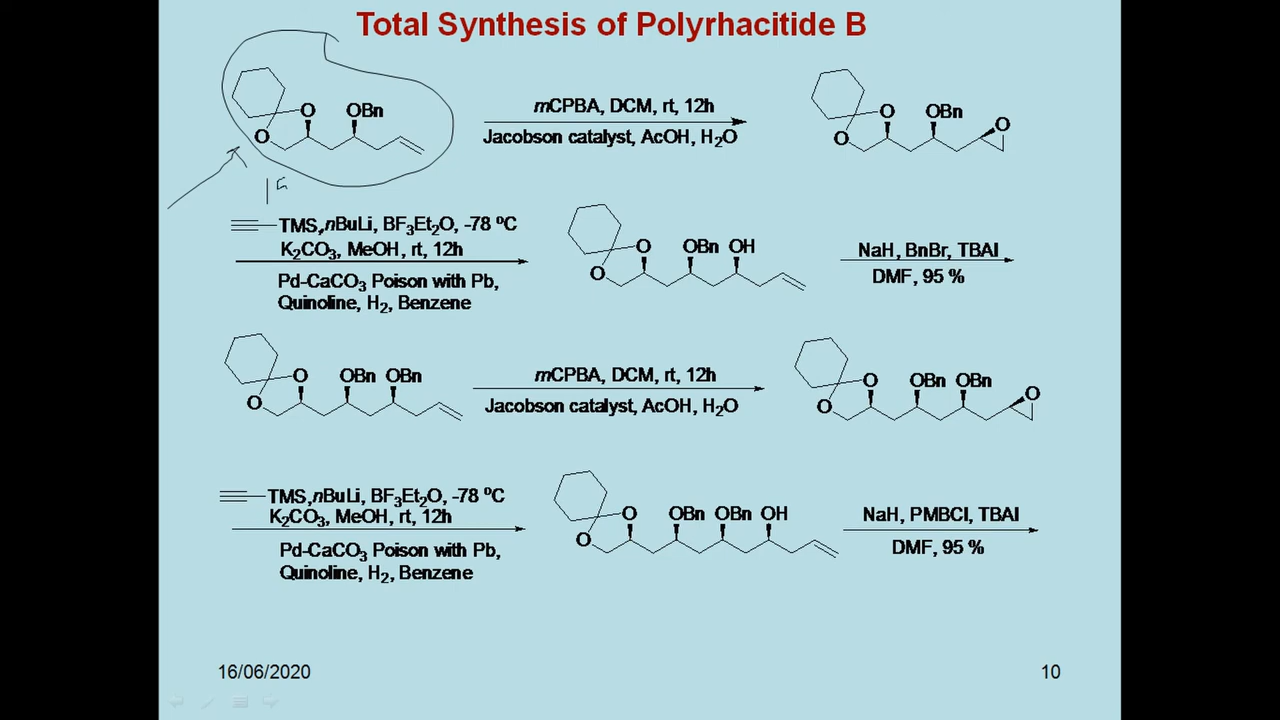 Total Synthesis of Polyrhacitide B
O
OBn
O
mCPBA, DCM, rt, 12h
Jacobson catalyst, AcOH, H₂O
O
OBn
O
O
TMS, nBuLi, BF₃Et₂O, -78 ºC
K₂CO₃, MeOH, rt, 12h
Pd-CaCO₃ Poison with Pb,
Quinoline, H₂, Benzene
O
OBn OH
O
NaH, BnBr, TBAI
DMF, 95 %
O
OBn OBn
O
mCPBA, DCM, rt, 12h
Jacobson catalyst, AcOH, H₂O
O
OBn OBn
O
O
TMS, nBuLi, BF₃Et₂O, -78 ºC
K₂CO₃, MeOH, rt, 12h
Pd-CaCO₃ Poison with Pb,
Quinoline, H₂, Benzene
O
OBn OBn OH
O
NaH, PMBCl, TBAI
DMF, 95 %
16/06/2020
10